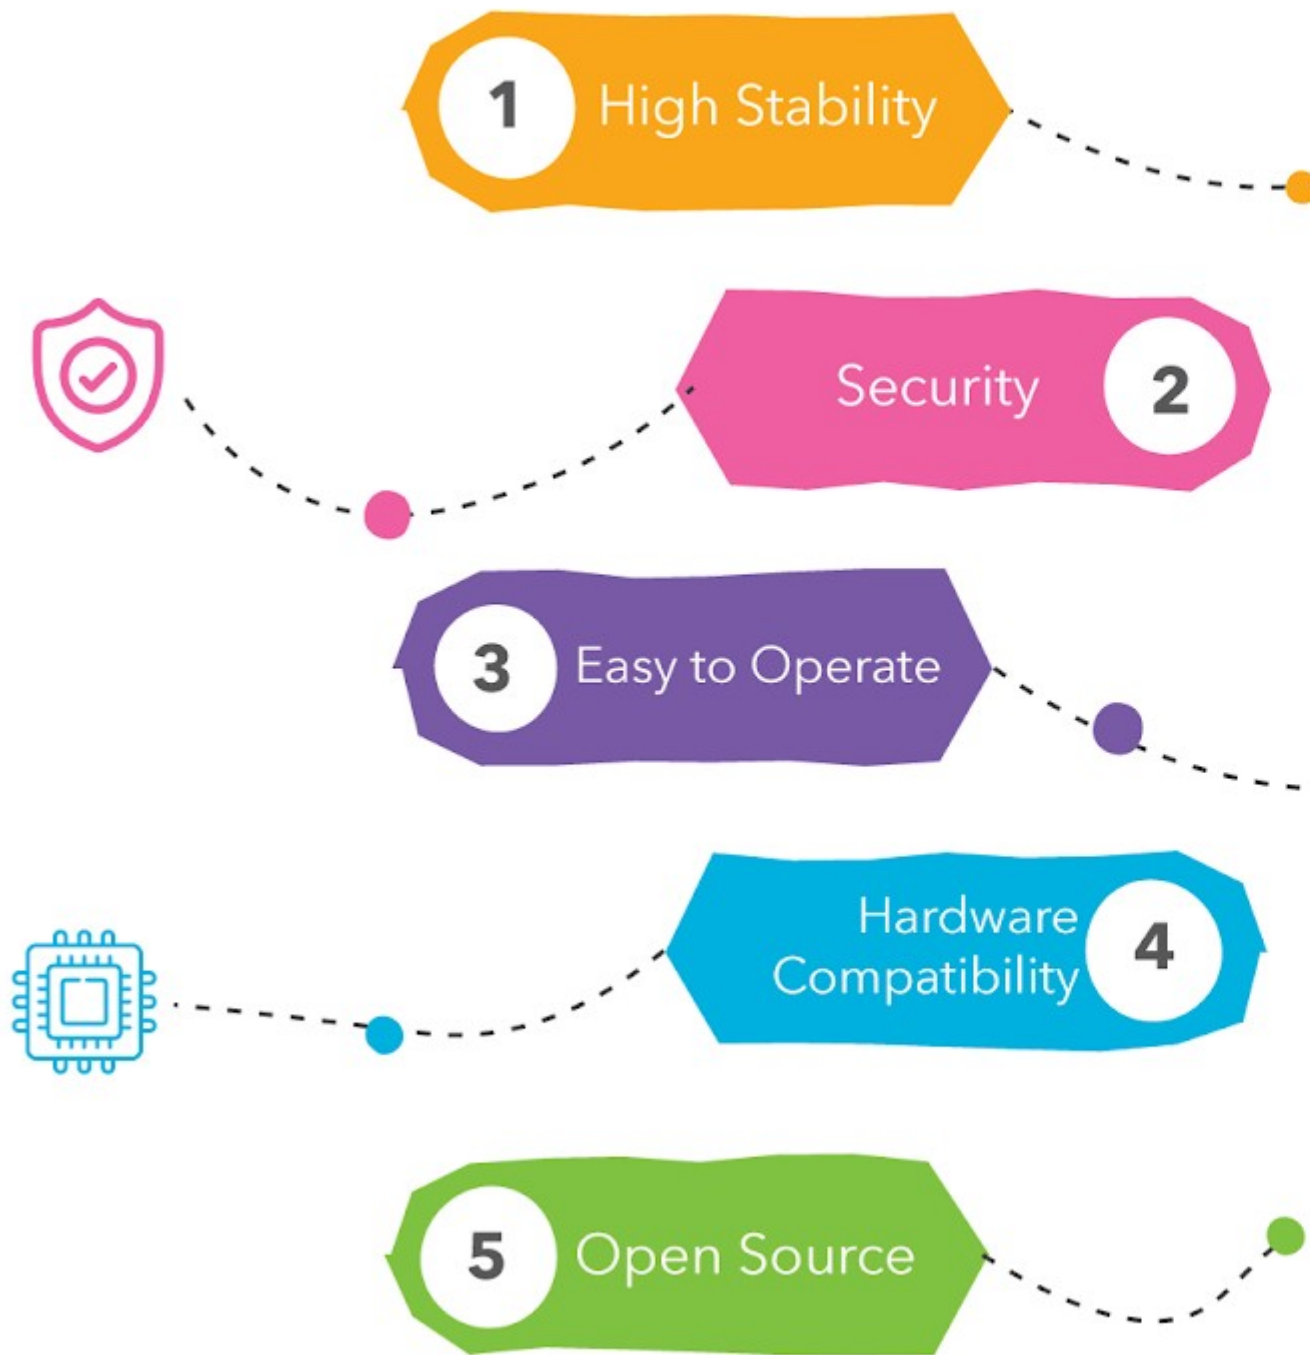 1 High Stability
Security 2
3 Easy to Operate
Hardware
Compatibility 4
5 Open Source